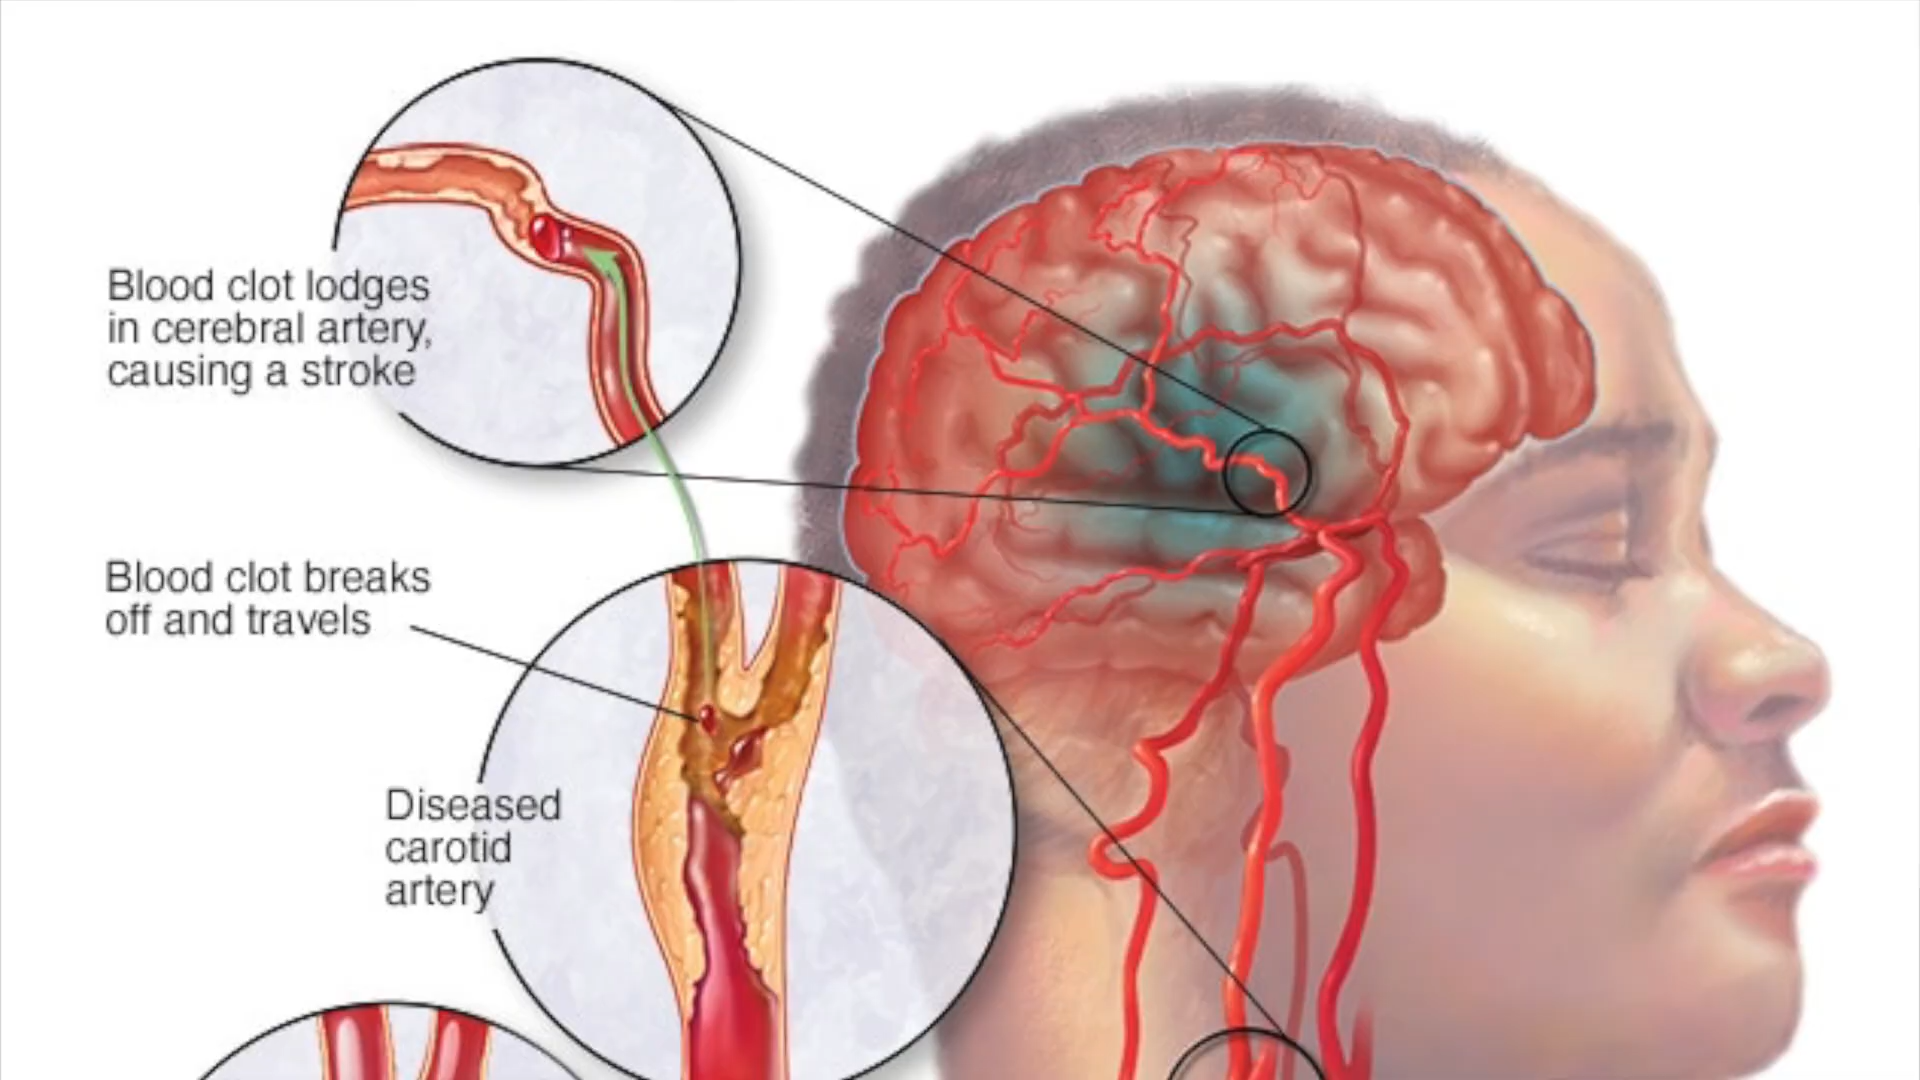 Blood clot lodges
in cerebral artery,
causing a stroke
Blood clot breaks
off and travels
Diseased
carotid
artery